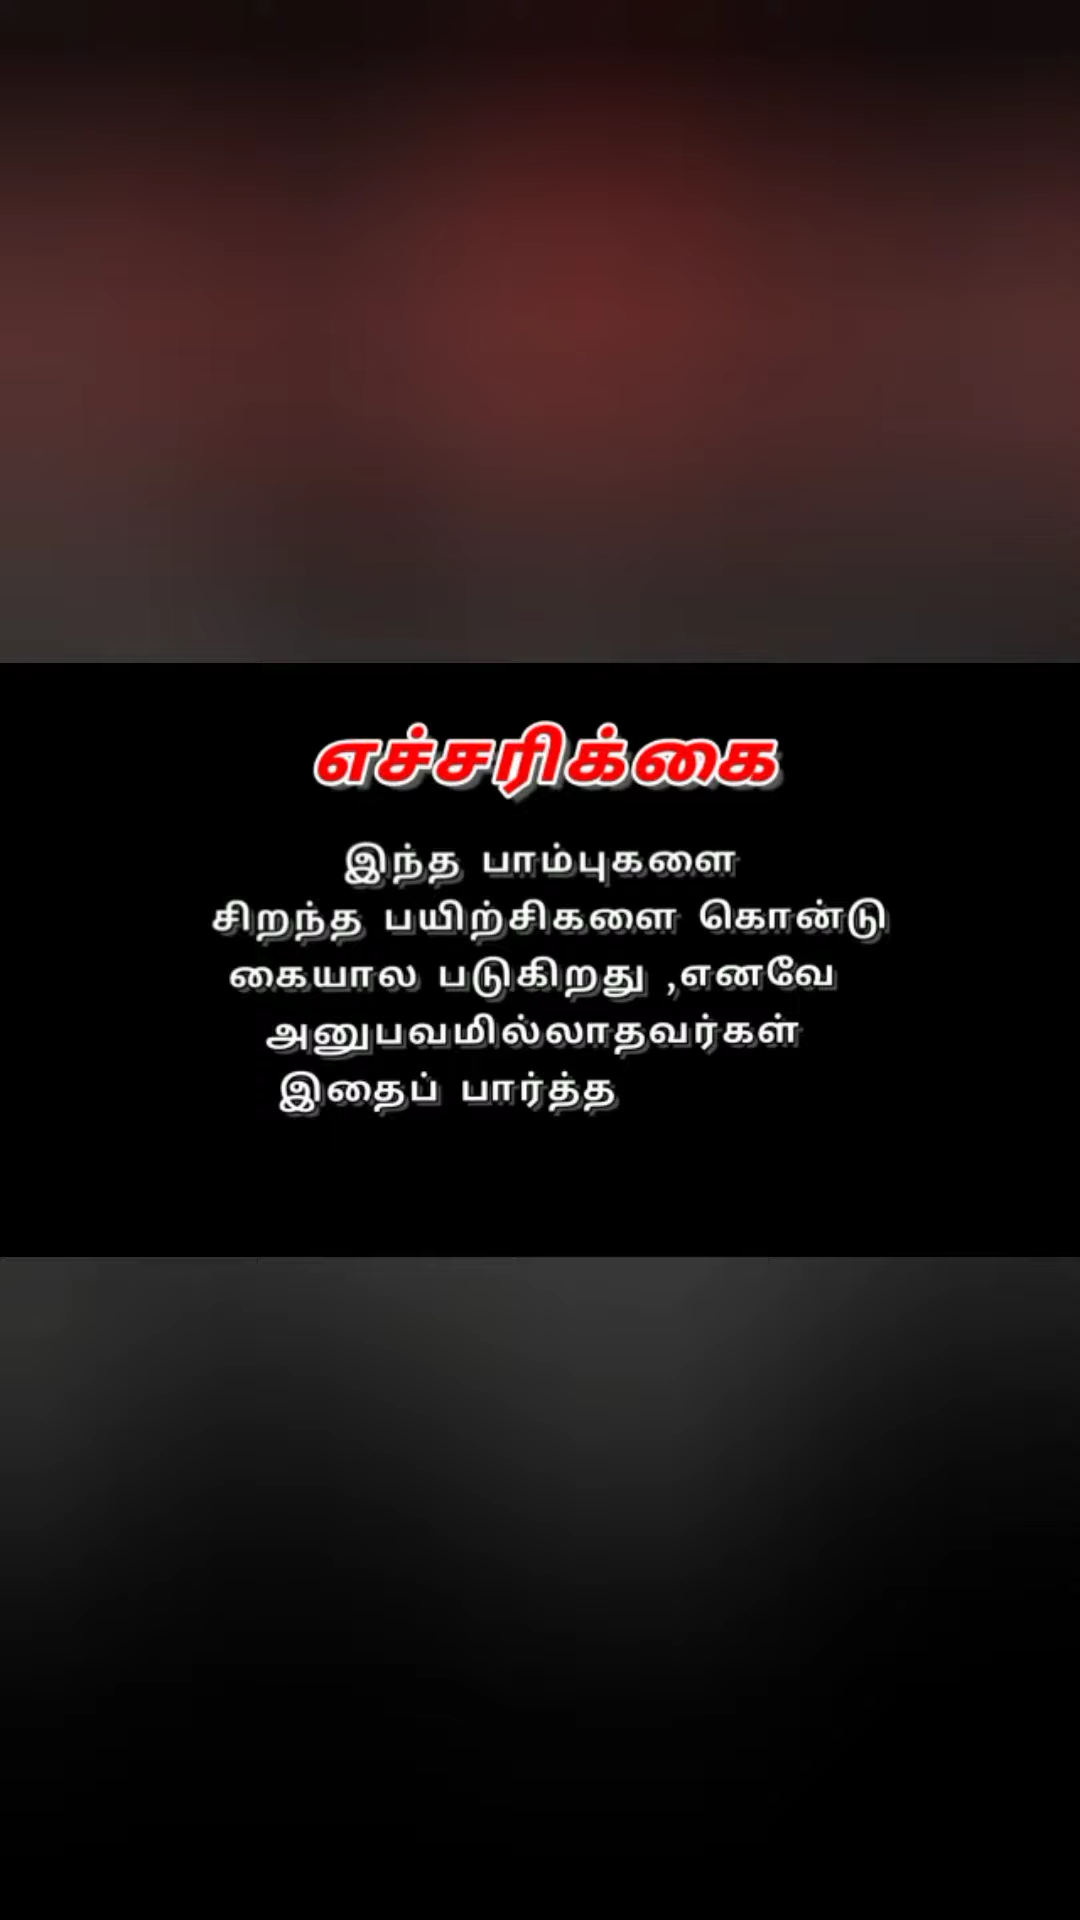 எச்சரிக்கை
இந்த பாம்புகளை
சிறந்த பயிற்சிகளை கொன்டு
கையால படுகிறது ,எனவே
அனுபவமில்லாதவர்கள்
இதைப் பார்த்த